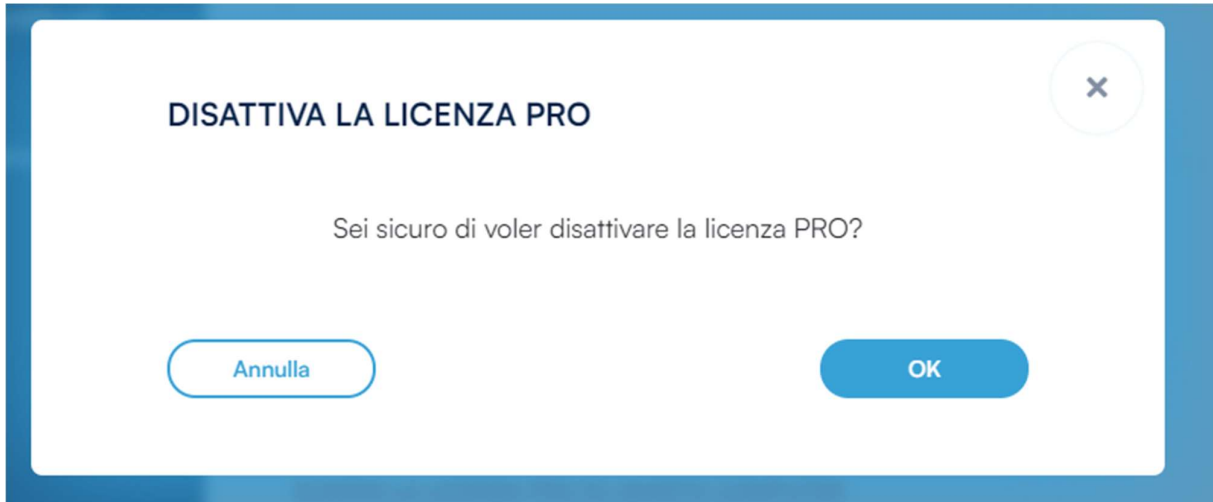 DISATTIVA LA LICENZA PRO
Sei sicuro di voler disattivare la licenza PRO?
Annulla
OK